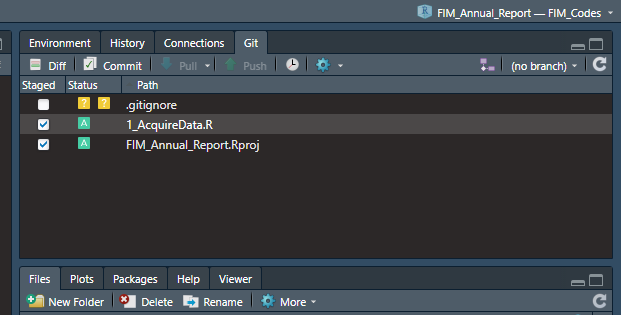 FIM_Annual_Report — FIM_Codes
Environment History Connections Git
Diff Commit Pull Push (no branch)
Staged Status Path
? ? .gitignore
A 1_AcquireData.R
A FIM_Annual_Report.Rproj
Files Plots Packages Help Viewer
New Folder Delete Rename More